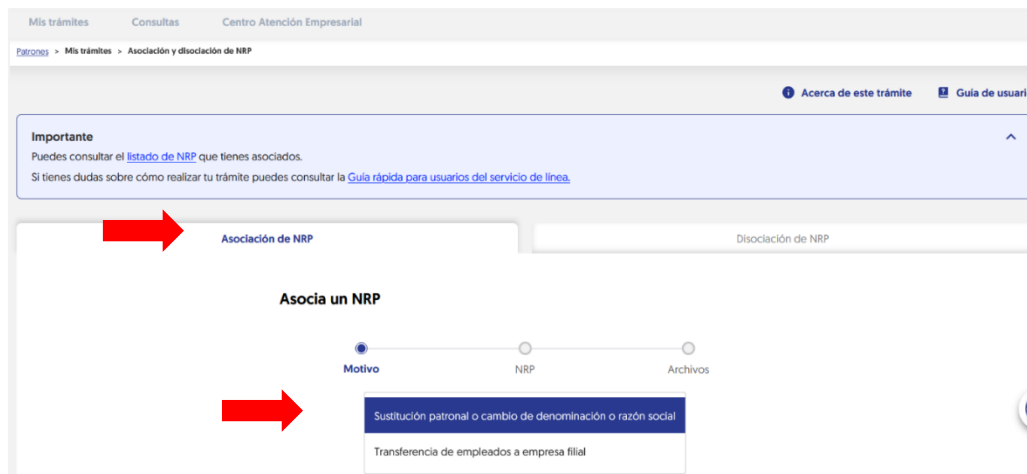 Mis trámites Consultas Centro Atención Empresarial
Patrones > Mis trámites > Asociación y disociación de NRP
Acerca de este trámite Guía de usuari
Importante
Puedes consultar el listado de NRP que tienes asociados.
Si tienes dudas sobre cómo realizar tu trámite puedes consultar la Guía rápida para usuarios del servicio de línea.
Asociación de NRP Disociación de NRP
Asocia un NRP
Motivo NRP Archivos
Sustitución patronal o cambio de denominación o razón social
Transferencia de empleados a empresa filial